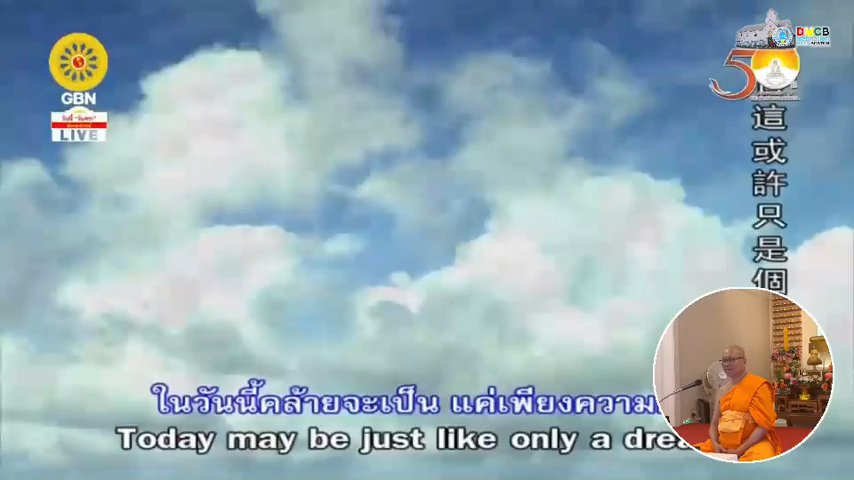 GBN
LIVE
DMCB
這或許只是個
ในวันนี้คล้ายจะเป็น แค่เพียงความ
Today may be just like only a drea